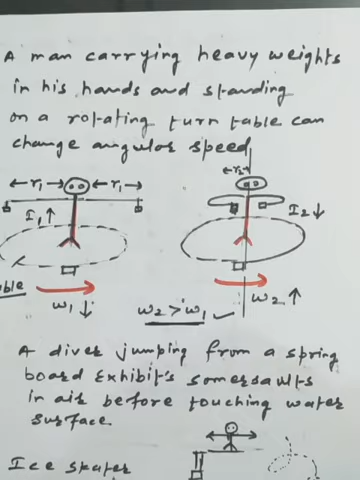 A man carrying heavy weights
in his hands and standing
on a rotating turn table can
change angular speed
←r₁→ ←r₁→
←r₂→
I₁↑
I₂↓
able
ω₁↓
ω₂>ω₁ ✓
ω₂↑
A diver jumping from a spring
board Exhibit's somersaults
in air before touching water
surface.
Ice skater